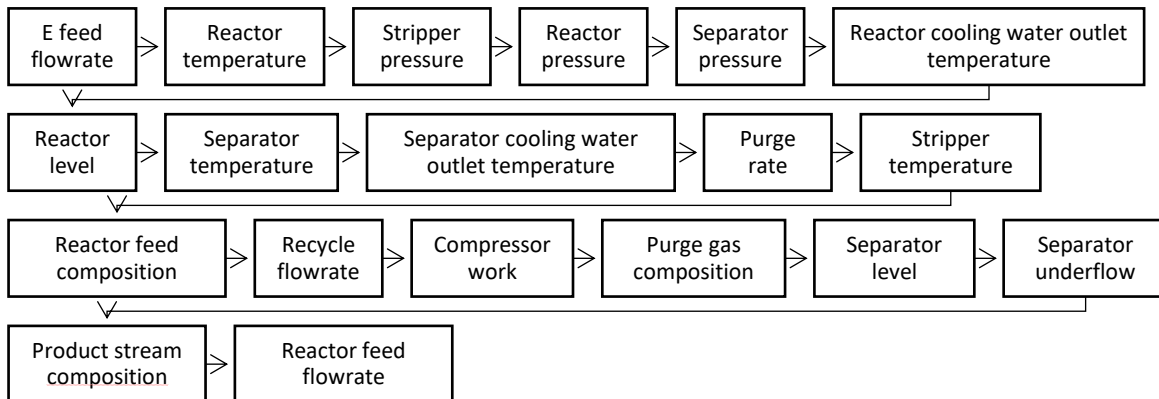 E feed
flowrate
Reactor
temperature
Stripper
pressure
Reactor
pressure
Separator
pressure
Reactor cooling water outlet
temperature
Reactor
level
Separator
temperature
Separator cooling water
outlet temperature
Purge
rate
Stripper
temperature
Reactor feed
composition
Recycle
flowrate
Compressor
work
Purge gas
composition
Separator
level
Separator
underflow
Product stream
composition
Reactor feed
flowrate